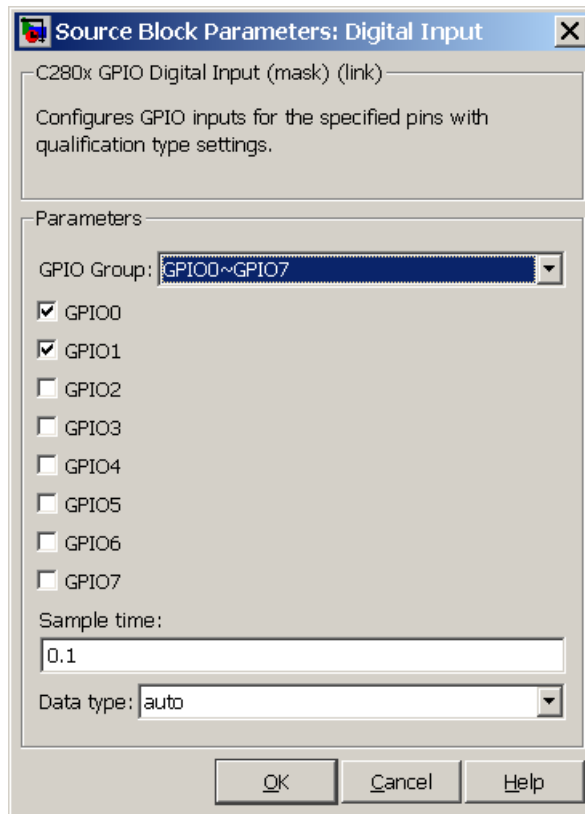 Source Block Parameters: Digital Input
C280x GPIO Digital Input (mask) (link)
Configures GPIO inputs for the specified pins with
qualification type settings.
Parameters
GPIO Group: GPIO0~GPIO7
GPIO0
GPIO1
GPIO2
GPIO3
GPIO4
GPIO5
GPIO6
GPIO7
Sample time:
0.1
Data type: auto
OK Cancel Help